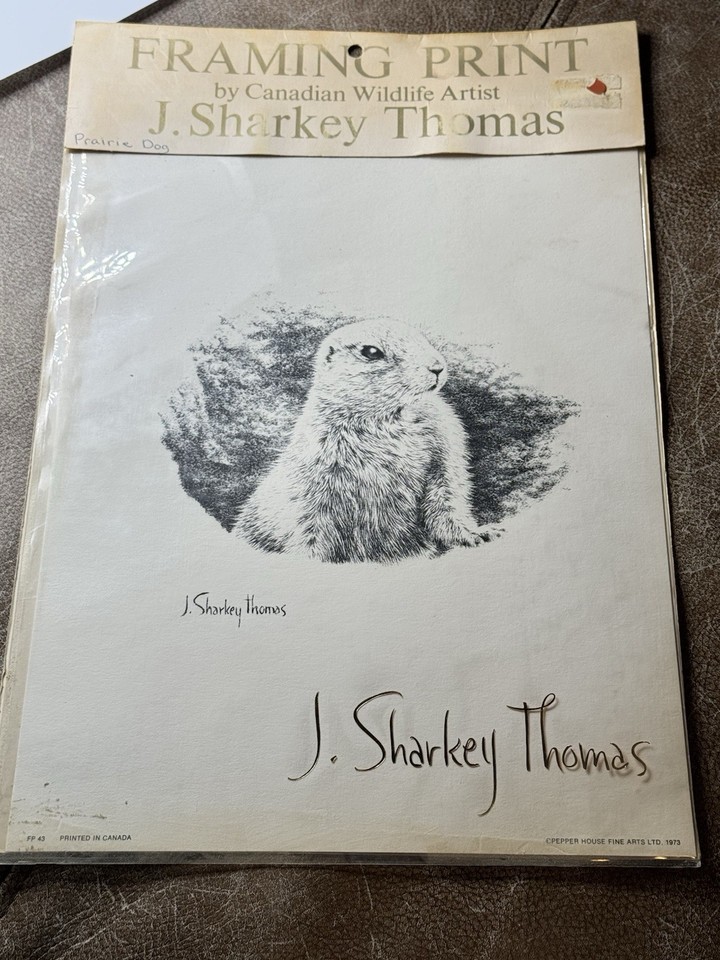 FRAMING PRINT
by Canadian Wildlife Artist
J. Sharkey Thomas
Prairie Dog
J. Sharkey Thomas
J. Sharkey Thomas
FP 43 PRINTED IN CANADA
©PEPPER HOUSE FINE ARTS LTD. 1973